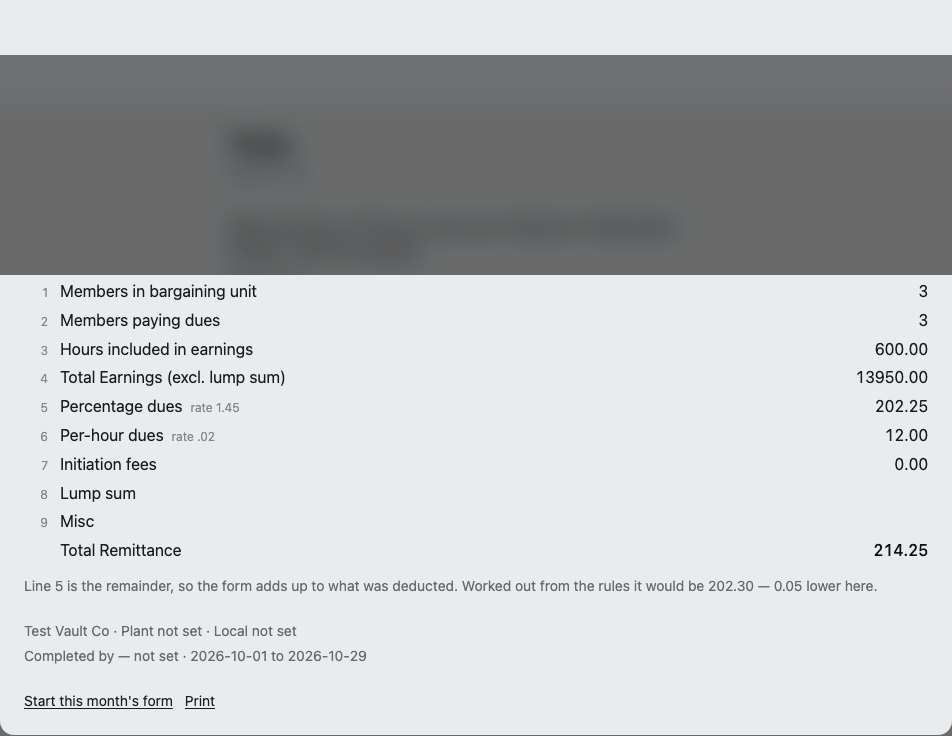 1 Members in bargaining unit 3
2 Members paying dues 3
3 Hours included in earnings 600.00
4 Total Earnings (excl. lump sum) 13950.00
5 Percentage dues rate 1.45 202.25
6 Per-hour dues rate .02 12.00
7 Initiation fees 0.00
8 Lump sum
9 Misc
Total Remittance 214.25
Line 5 is the remainder, so the form adds up to what was deducted. Worked out from the rules it would be 202.30 — 0.05 lower here.
Test Vault Co · Plant not set · Local not set
Completed by — not set · 2026-10-01 to 2026-10-29
Start this month's form Print